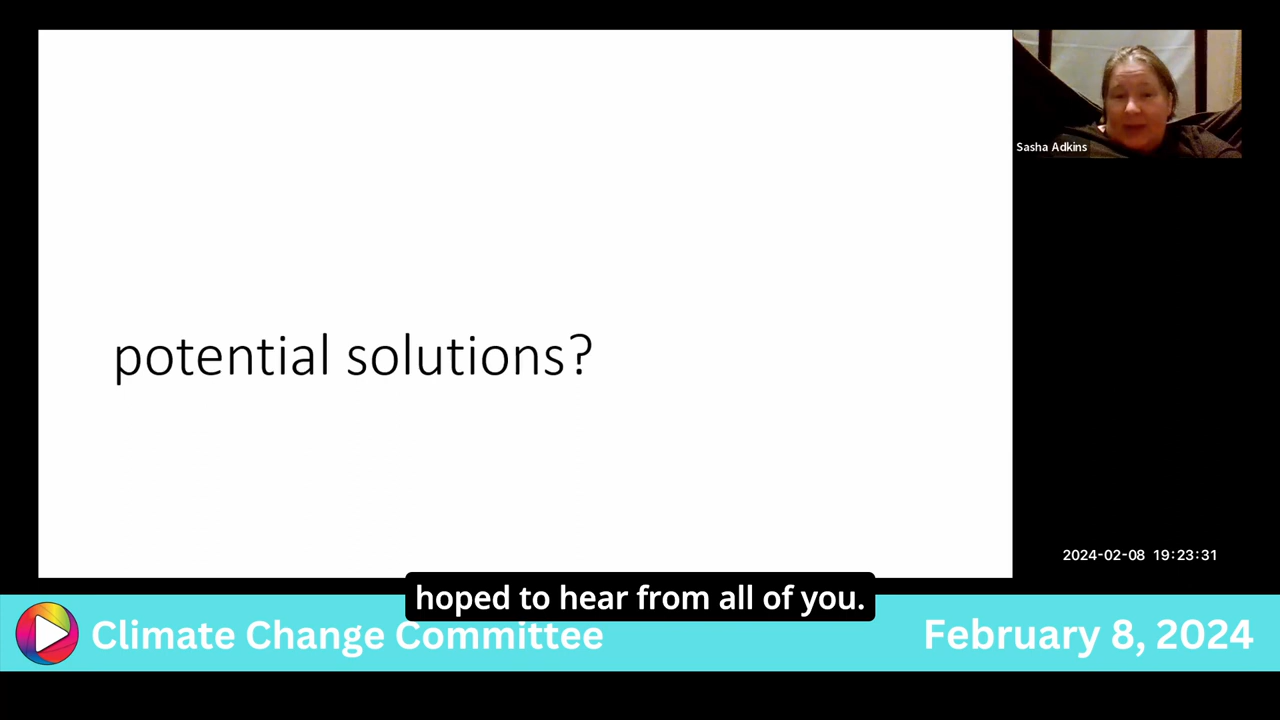 Sasha Adkins
potential solutions?
2024-02-08 19:23:31
hoped to hear from all of you.
Climate Change Committee
February 8, 2024